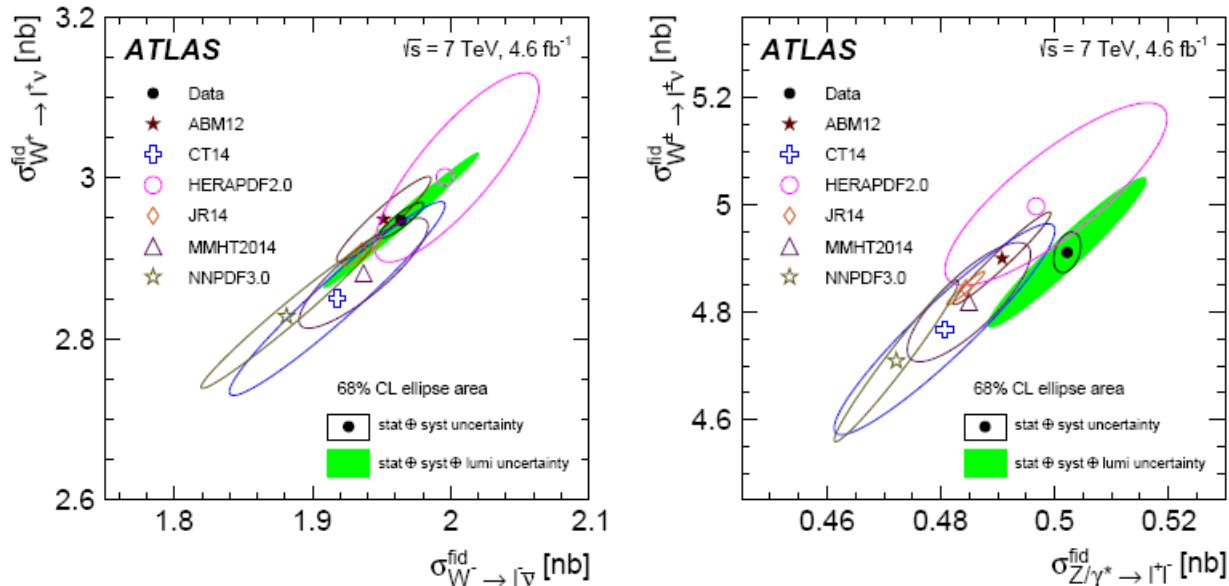 σ^fid_W⁺ → l⁺ν [nb]
3.2
3
2.8
2.6
ATLAS
√s = 7 TeV, 4.6 fb⁻¹
Data
ABM12
CT14
HERAPDF2.0
JR14
MMHT2014
NNPDF3.0
68% CL ellipse area
stat ⊕ syst uncertainty
stat ⊕ syst ⊕ lumi uncertainty
1.8 1.9 2 2.1
σ^fid_W⁻ → l⁻ν̅ [nb]
σ^fid_W± → l±ν [nb]
5.2
5
4.8
4.6
ATLAS
√s = 7 TeV, 4.6 fb⁻¹
Data
ABM12
CT14
HERAPDF2.0
JR14
MMHT2014
NNPDF3.0
68% CL ellipse area
stat ⊕ syst uncertainty
stat ⊕ syst ⊕ lumi uncertainty
0.46 0.48 0.5 0.52
σ^fid_Z/γ* → l⁺l⁻ [nb]